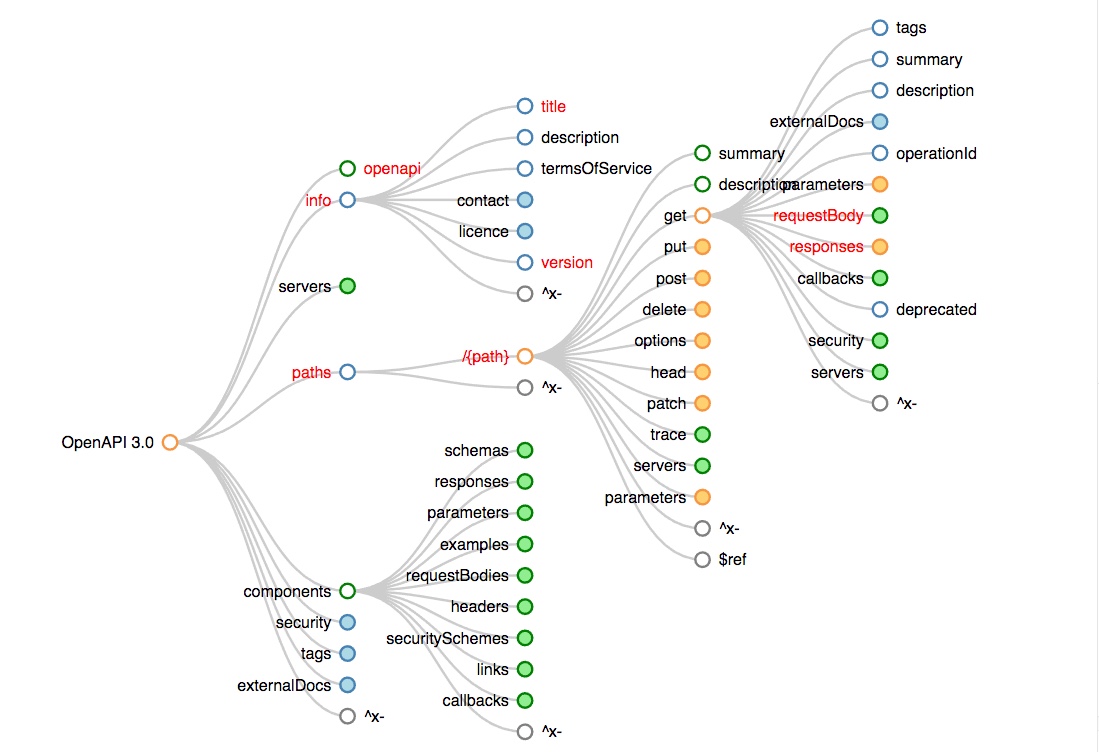 OpenAPI 3.0
openapi
info
title
description
termsOfService
contact
licence
version
^x-
servers
paths
/{path}
summary
description
get
tags
summary
description
externalDocs
operationId
parameters
requestBody
responses
callbacks
deprecated
security
servers
^x-
put
post
delete
options
head
patch
trace
servers
parameters
^x-
$ref
^x-
components
schemas
responses
parameters
examples
requestBodies
headers
securitySchemes
links
callbacks
^x-
security
tags
externalDocs
^x-